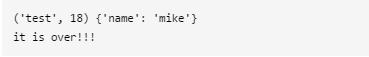 ('test', 18) {'name': 'mike'}
it is over!!!